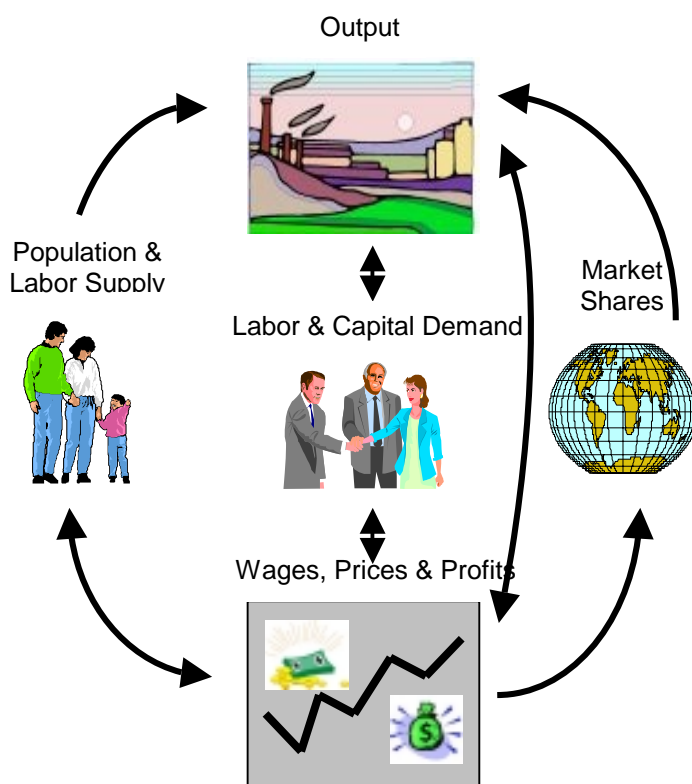 Output
Population &
Labor Supply
Market
Shares
Labor & Capital Demand
Wages, Prices & Profits
$